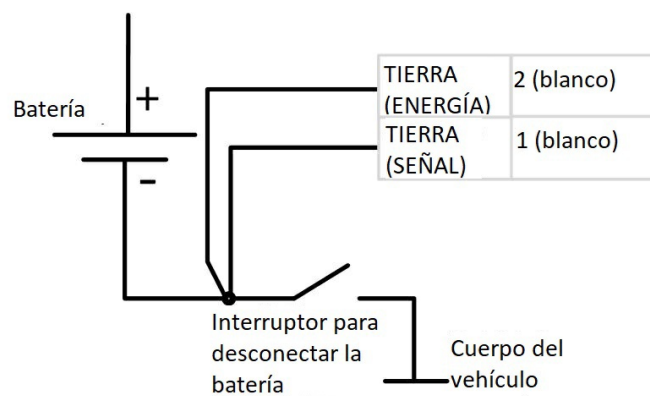 TIERRA
(ENERGÍA)
2 (blanco)
Batería
+
TIERRA
(SEÑAL)
1 (blanco)
−
Interruptor para
desconectar la
batería
Cuerpo del
vehículo